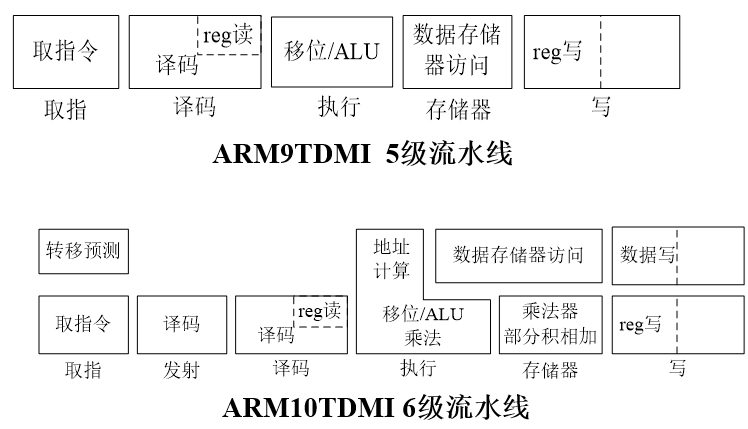 取指令
译码
reg读
移位/ALU
数据存储
器访问
reg写
取指
译码
执行
存储器
写
ARM9TDMI 5级流水线
转移预测
地址
计算
数据存储器访问
数据写
取指令
译码
reg读
译码
移位/ALU
乘法
乘法器
部分积相加
reg写
取指
发射
译码
执行
存储器
写
ARM10TDMI 6级流水线